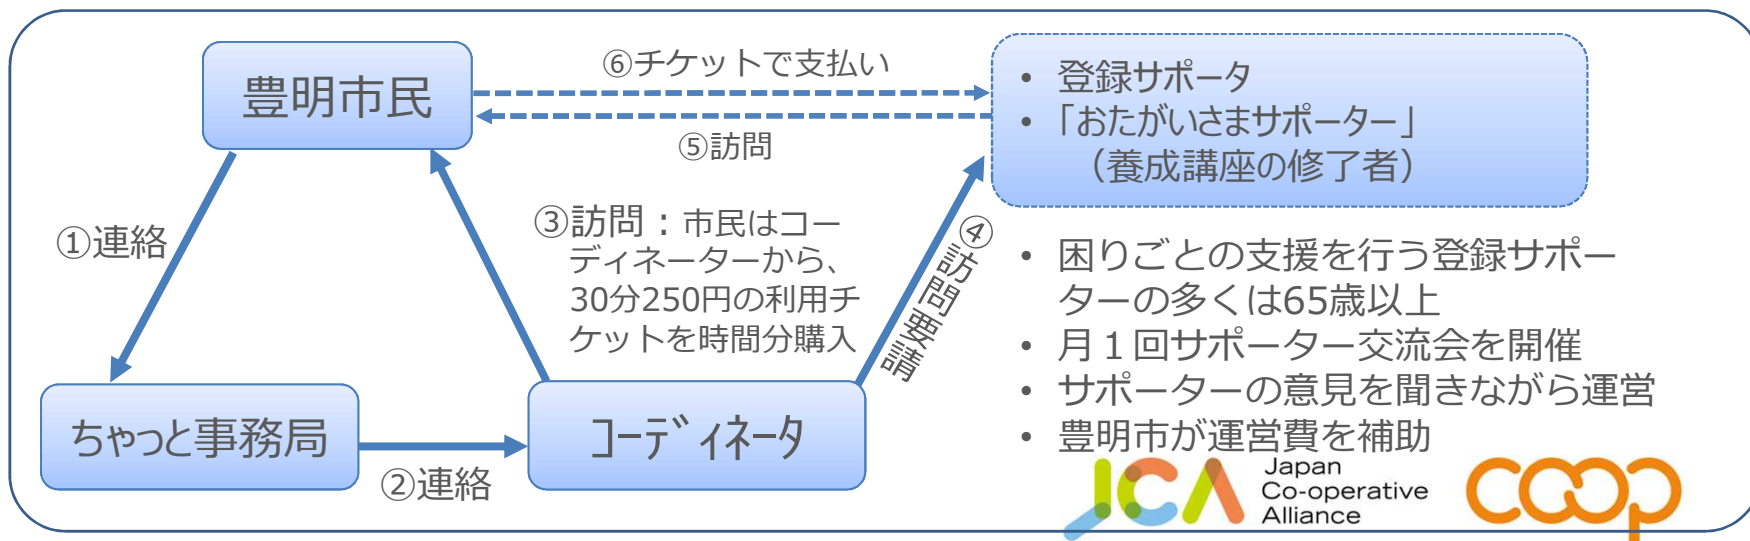 豊明市民
⑥チケットで支払い
⑤訪問
• 登録サポータ
• 「おたがいさまサポーター」
（養成講座の修了者）
①連絡
③訪問：市民はコー
ディネーターから、
30分250円の利用チ
ケットを時間分購入
④訪問要請
ちゃっと事務局
②連絡
コーディネータ
• 困りごとの支援を行う登録サポー
ターの多くは65歳以上
• 月１回サポーター交流会を開催
• サポーターの意見を聞きながら運営
• 豊明市が運営費を補助
JCA
Japan
Co-operative
Alliance
coop